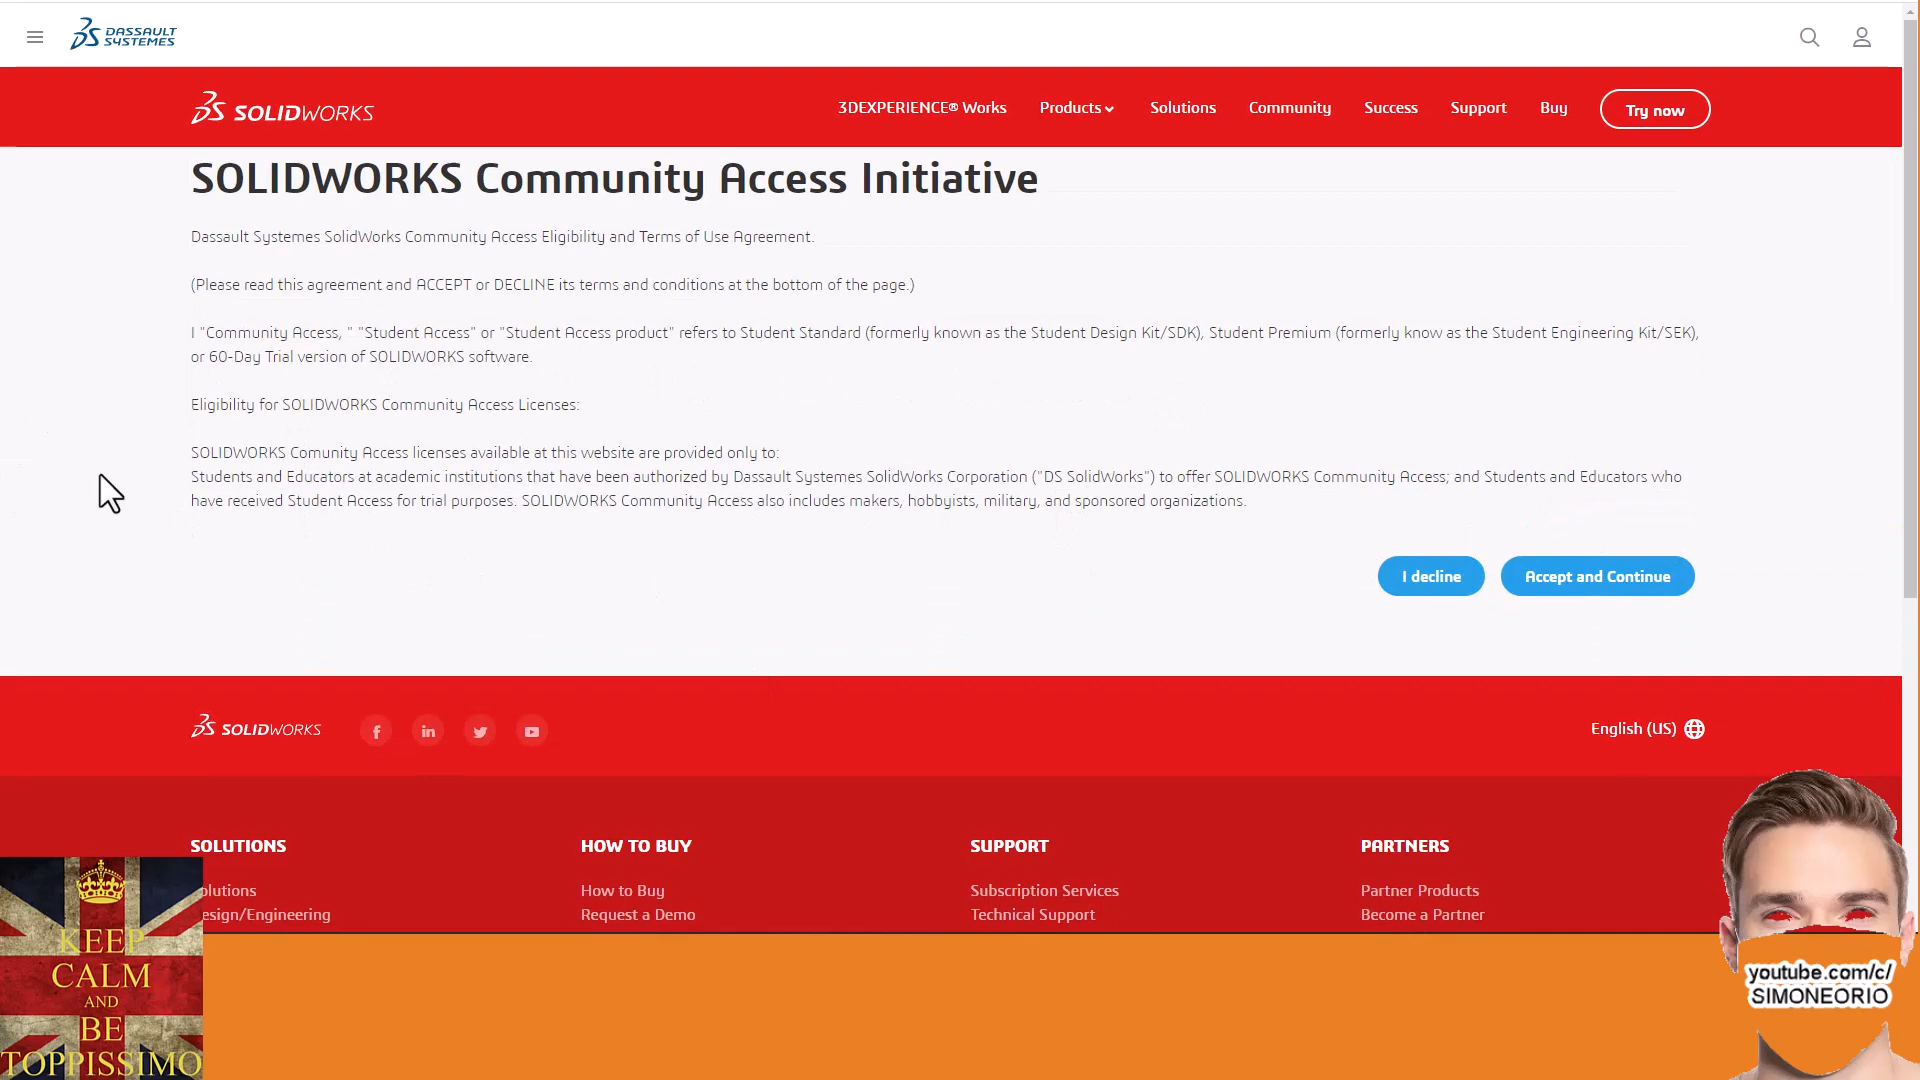 DASSAULT
SYSTEMES
SOLIDWORKS
3DEXPERIENCE® Works
Products
Solutions
Community
Success
Support
Buy
Try now
SOLIDWORKS Community Access Initiative
Dassault Systemes SolidWorks Community Access Eligibility and Terms of Use Agreement.
(Please read this agreement and ACCEPT or DECLINE its terms and conditions at the bottom of the page.)
I "Community Access, " "Student Access" or "Student Access product" refers to Student Standard (formerly known as the Student Design Kit/SDK), Student Premium (formerly know as the Student Engineering Kit/SEK),
or 60-Day Trial version of SOLIDWORKS software.
Eligibility for SOLIDWORKS Community Access Licenses:
SOLIDWORKS Comunity Access licenses available at this website are provided only to:
Students and Educators at academic institutions that have been authorized by Dassault Systemes SolidWorks Corporation ("DS SolidWorks") to offer SOLIDWORKS Community Access; and Students and Educators who
have received Student Access for trial purposes. SOLIDWORKS Community Access also includes makers, hobbyists, military, and sponsored organizations.
I decline
Accept and Continue
SOLIDWORKS
English (US)
SOLUTIONS
olutions
esign/Engineering
HOW TO BUY
How to Buy
Request a Demo
SUPPORT
Subscription Services
Technical Support
PARTNERS
Partner Products
Become a Partner
KEEP
CALM
AND
BE
TOPPISSIMO
youtube.com/c/
SIMONEORIO